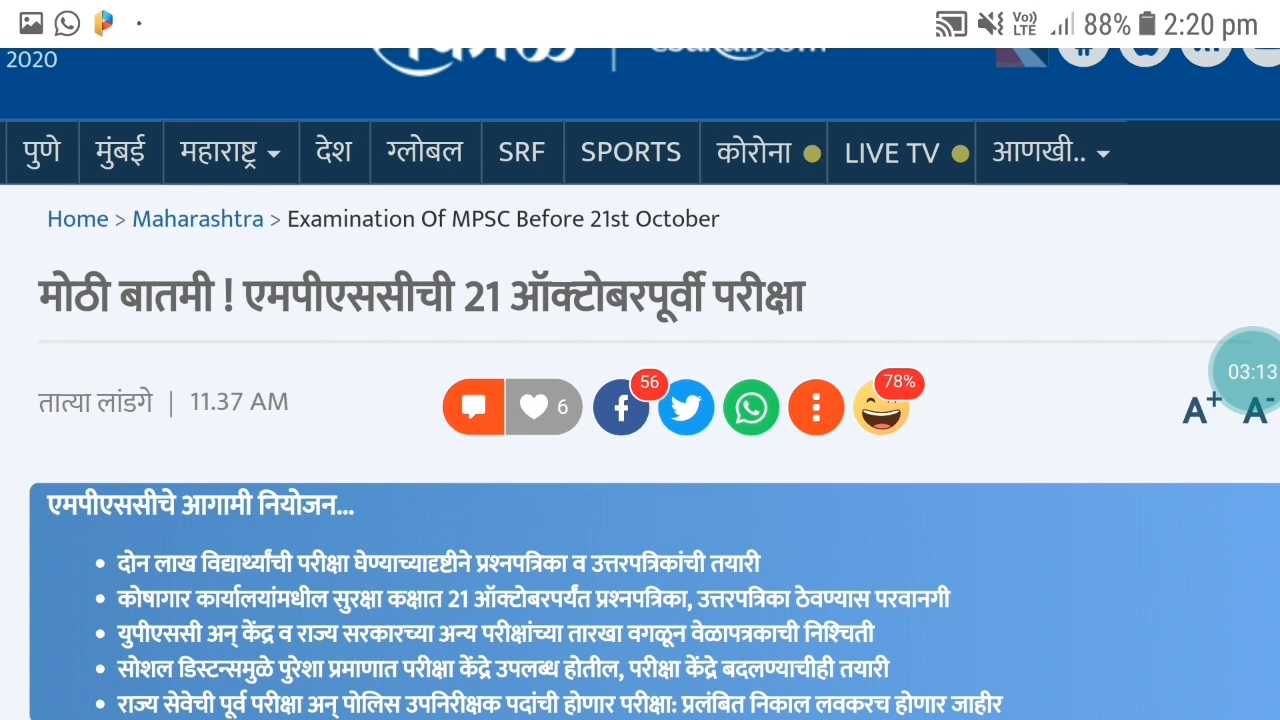 88% 2:20 pm
2020
पुणे मुंबई महाराष्ट्र देश ग्लोबल SRF SPORTS कोरोना LIVE TV आणखी..
Home > Maharashtra > Examination Of MPSC Before 21st October
मोठी बातमी ! एमपीएससीची 21 ऑक्टोबरपूर्वी परीक्षा
तात्या लांडगे | 11.37 AM
6 56 78%
03:13
A+ A-
एमपीएससीचे आगामी नियोजन...
दोन लाख विद्यार्थ्यांची परीक्षा घेण्याच्यादृष्टीने प्रश्नपत्रिका व उत्तरपत्रिकांची तयारी
कोषागार कार्यालयांमधील सुरक्षा कक्षात 21 ऑक्टोबरपर्यंत प्रश्नपत्रिका, उत्तरपत्रिका ठेवण्यास परवानगी
युपीएससी अन् केंद्र व राज्य सरकारच्या अन्य परीक्षांच्या तारखा वगळून वेळापत्रकाची निश्चिती
सोशल डिस्टन्समुळे पुरेशा प्रमाणात परीक्षा केंद्रे उपलब्ध होतील, परीक्षा केंद्रे बदलण्याचीही तयारी
राज्य सेवेची पूर्व परीक्षा अन् पोलिस उपनिरीक्षक पदांची होणार परीक्षा: प्रलंबित निकाल लवकरच होणार जाहीर